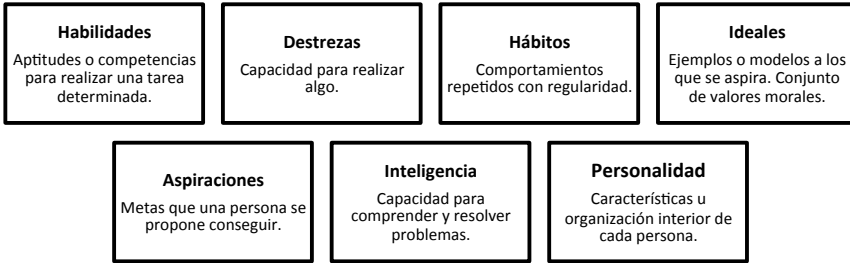 Habilidades
Aptitudes o competencias
para realizar una tarea
determinada.
Destrezas
Capacidad para realizar
algo.
Hábitos
Comportamientos
repetidos con regularidad.
Ideales
Ejemplos o modelos a los
que se aspira. Conjunto
de valores morales.
Aspiraciones
Metas que una persona se
propone conseguir.
Inteligencia
Capacidad para
comprender y resolver
problemas.
Personalidad
Características u
organización interior de
cada persona.